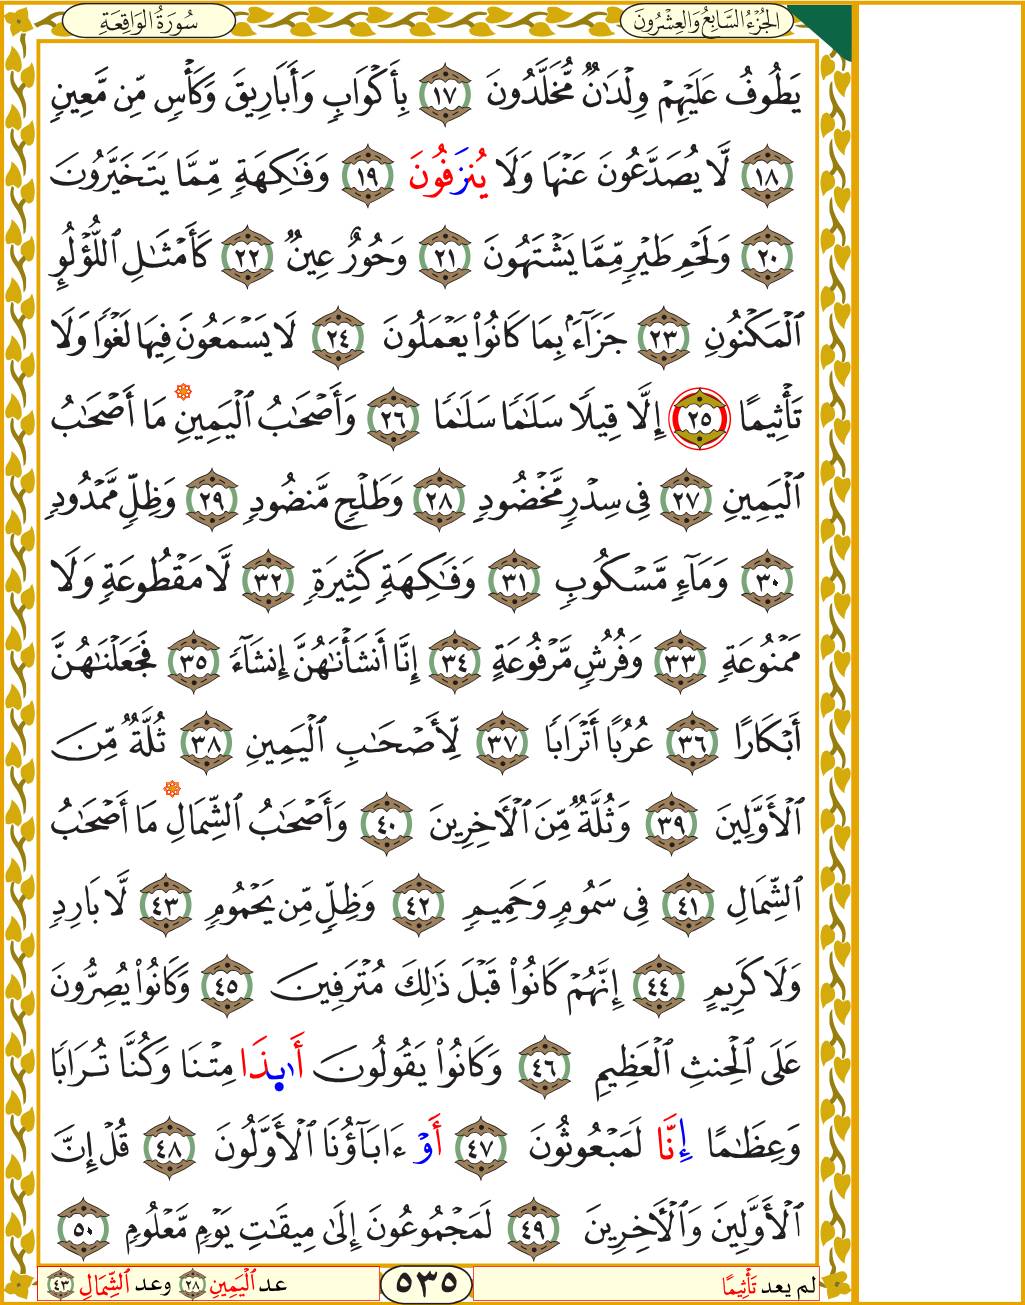 الجُزْءُ السَّابِعُ وَالعِشْرُونَ
سُورَةُ الوَاقِعَةِ
يَطُوفُ عَلَيْهِمْ وِلْدَٰنٌ مُّخَلَّدُونَ ١٧ بِأَكْوَابٍ وَأَبَارِيقَ وَكَأْسٍ مِّن مَّعِينٍ
١٨ لَّا يُصَدَّعُونَ عَنْهَا وَلَا يُنزَفُونَ ١٩ وَفَٰكِهَةٍ مِّمَّا يَتَخَيَّرُونَ
٢٠ وَلَحْمِ طَيْرٍ مِّمَّا يَشْتَهُونَ ٢١ وَحُورٌ عِينٌ ٢٢ كَأَمْثَٰلِ ٱللُّؤْلُوِٕ
ٱلْمَكْنُونِ ٢٣ جَزَآءَۢ بِمَا كَانُوا۟ يَعْمَلُونَ ٢٤ لَا يَسْمَعُونَ فِيهَا لَغْوًا وَلَا
تَأْثِيمًا ٢٥ إِلَّا قِيلًا سَلَٰمًا سَلَٰمًا ٢٦ وَأَصْحَٰبُ ٱلْيَمِينِ مَا أَصْحَٰبُ
ٱلْيَمِينِ ٢٧ فِى سِدْرٍ مَّخْضُودٍ ٢٨ وَطَلْحٍ مَّنضُودٍ ٢٩ وَظِلٍّ مَّمْدُودٍ
٣٠ وَمَآءٍ مَّسْكُوبٍ ٣١ وَفَٰكِهَةٍ كَثِيرَةٍ ٣٢ لَّا مَقْطُوعَةٍ وَلَا
مَمْنُوعَةٍ ٣٣ وَفُرُشٍ مَّرْفُوعَةٍ ٣٤ إِنَّا أَنشَأْنَٰهُنَّ إِنشَآءً ٣٥ فَجَعَلْنَٰهُنَّ
أَبْكَارًا ٣٦ عُرُبًا أَتْرَابًا ٣٧ لِّأَصْحَٰبِ ٱلْيَمِينِ ٣٨ ثُلَّةٌ مِّنَ
ٱلْأَوَّلِينَ ٣٩ وَثُلَّةٌ مِّنَ ٱلْأَخِرِينَ ٤٠ وَأَصْحَٰبُ ٱلشِّمَالِ مَا أَصْحَٰبُ
ٱلشِّمَالِ ٤١ فِى سَمُومٍ وَحَمِيمٍ ٤٢ وَظِلٍّ مِّن يَحْمُومٍ ٤٣ لَّا بَارِدٍ
وَلَا كَرِيمٍ ٤٤ إِنَّهُمْ كَانُوا۟ قَبْلَ ذَٰلِكَ مُتْرَفِينَ ٤٥ وَكَانُوا۟ يُصِرُّونَ
عَلَى ٱلْحِنثِ ٱلْعَظِيمِ ٤٦ وَكَانُوا۟ يَقُولُونَ أَا۪ىِٕذَا مِتْنَا وَكُنَّا تُرَابًا
وَعِظَٰمًا إِنَّا لَمَبْعُوثُونَ ٤٧ أَوْ ءَابَآؤُنَا ٱلْأَوَّلُونَ ٤٨ قُلْ إِنَّ
ٱلْأَوَّلِينَ وَٱلْأَخِرِينَ ٤٩ لَمَجْمُوعُونَ إِلَىٰ مِيقَٰتِ يَوْمٍ مَّعْلُومٍ ٥٠
لم يعد تَأْثِيمًا
٥٣٥
عد ٱلْيَمِينِ ٢٨ وعد ٱلشِّمَالِ ٤٣